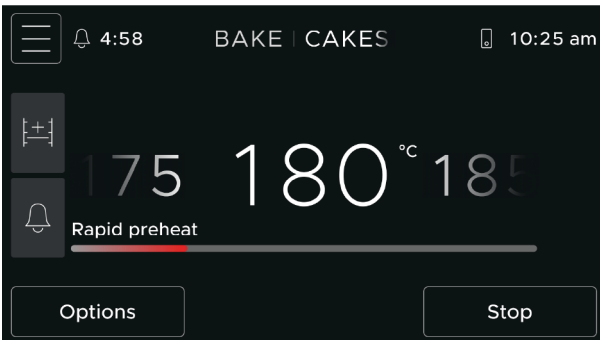 4:58 BAKE | CAKES 10:25 am
175 180 °C 185
Rapid preheat
Options Stop